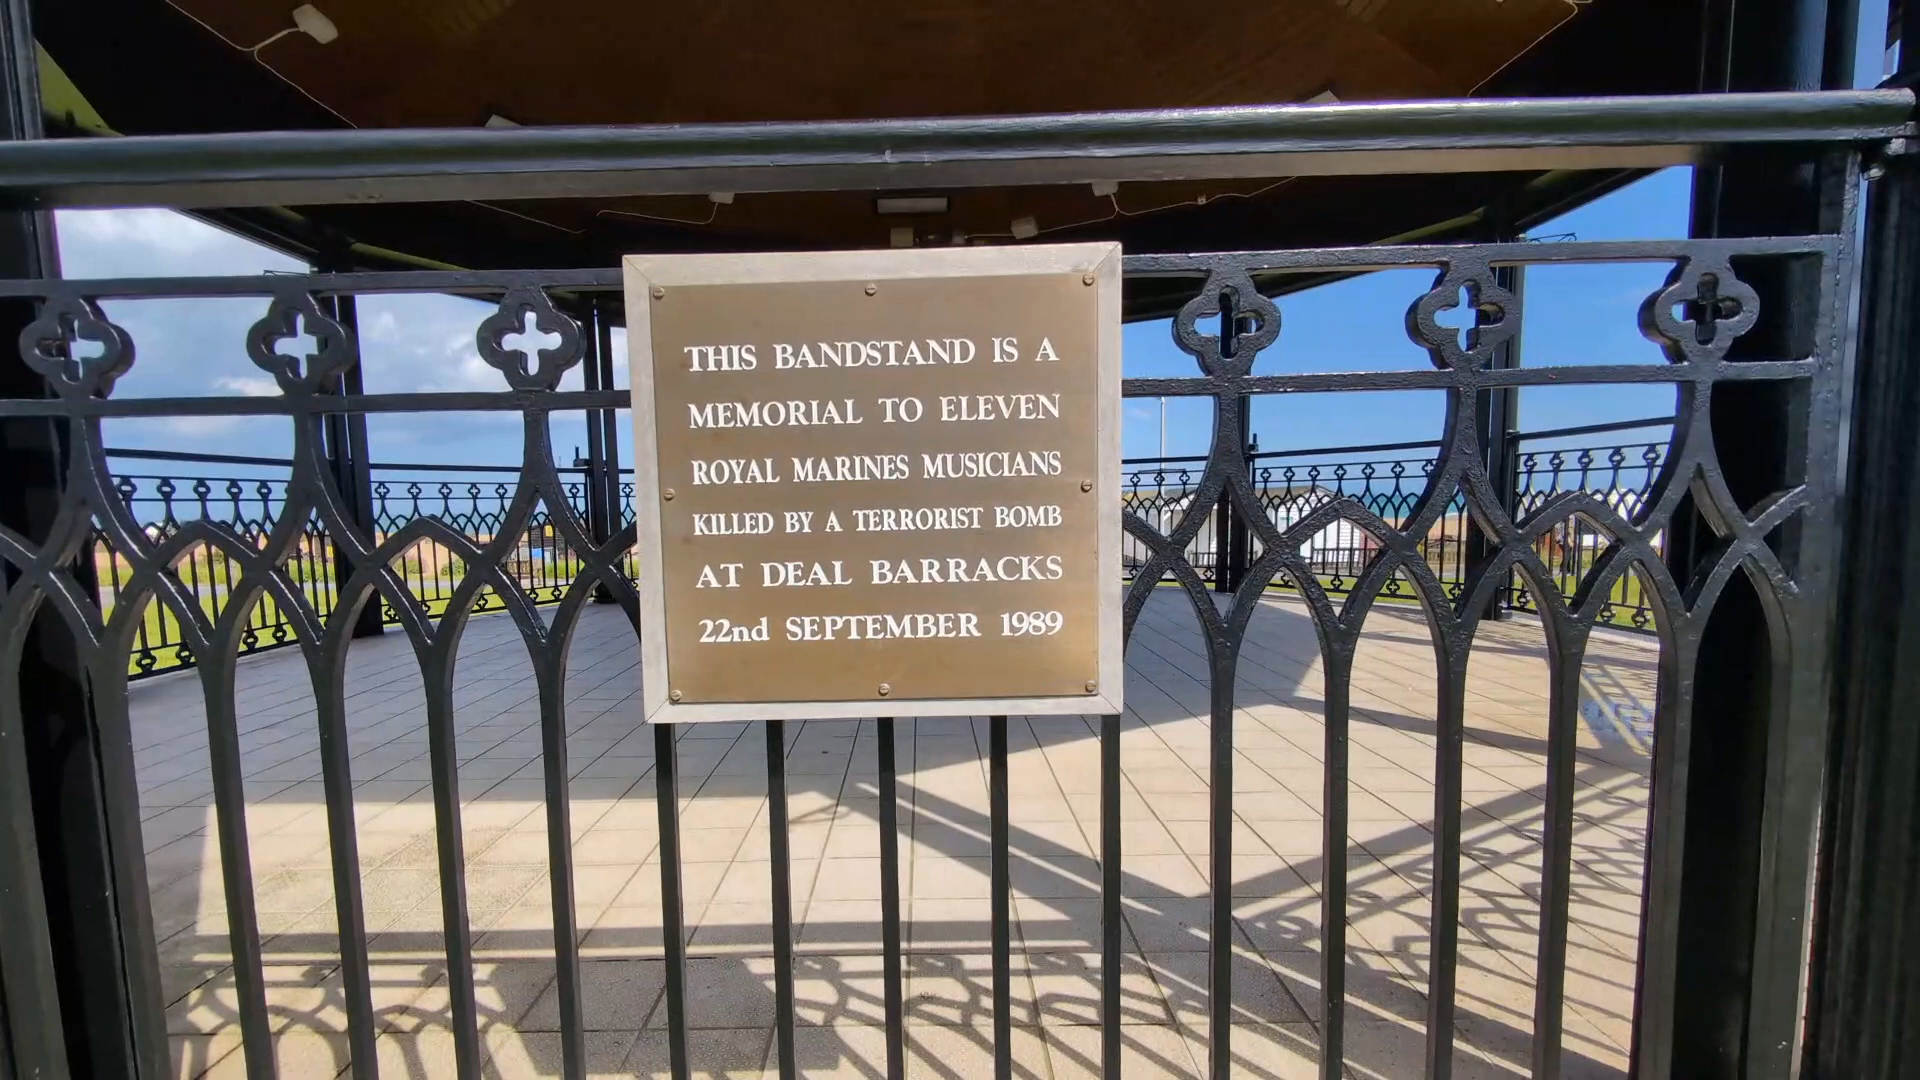 THIS BANDSTAND IS A
MEMORIAL TO ELEVEN
ROYAL MARINES MUSICIANS
KILLED BY A TERRORIST BOMB
AT DEAL BARRACKS
22nd SEPTEMBER 1989